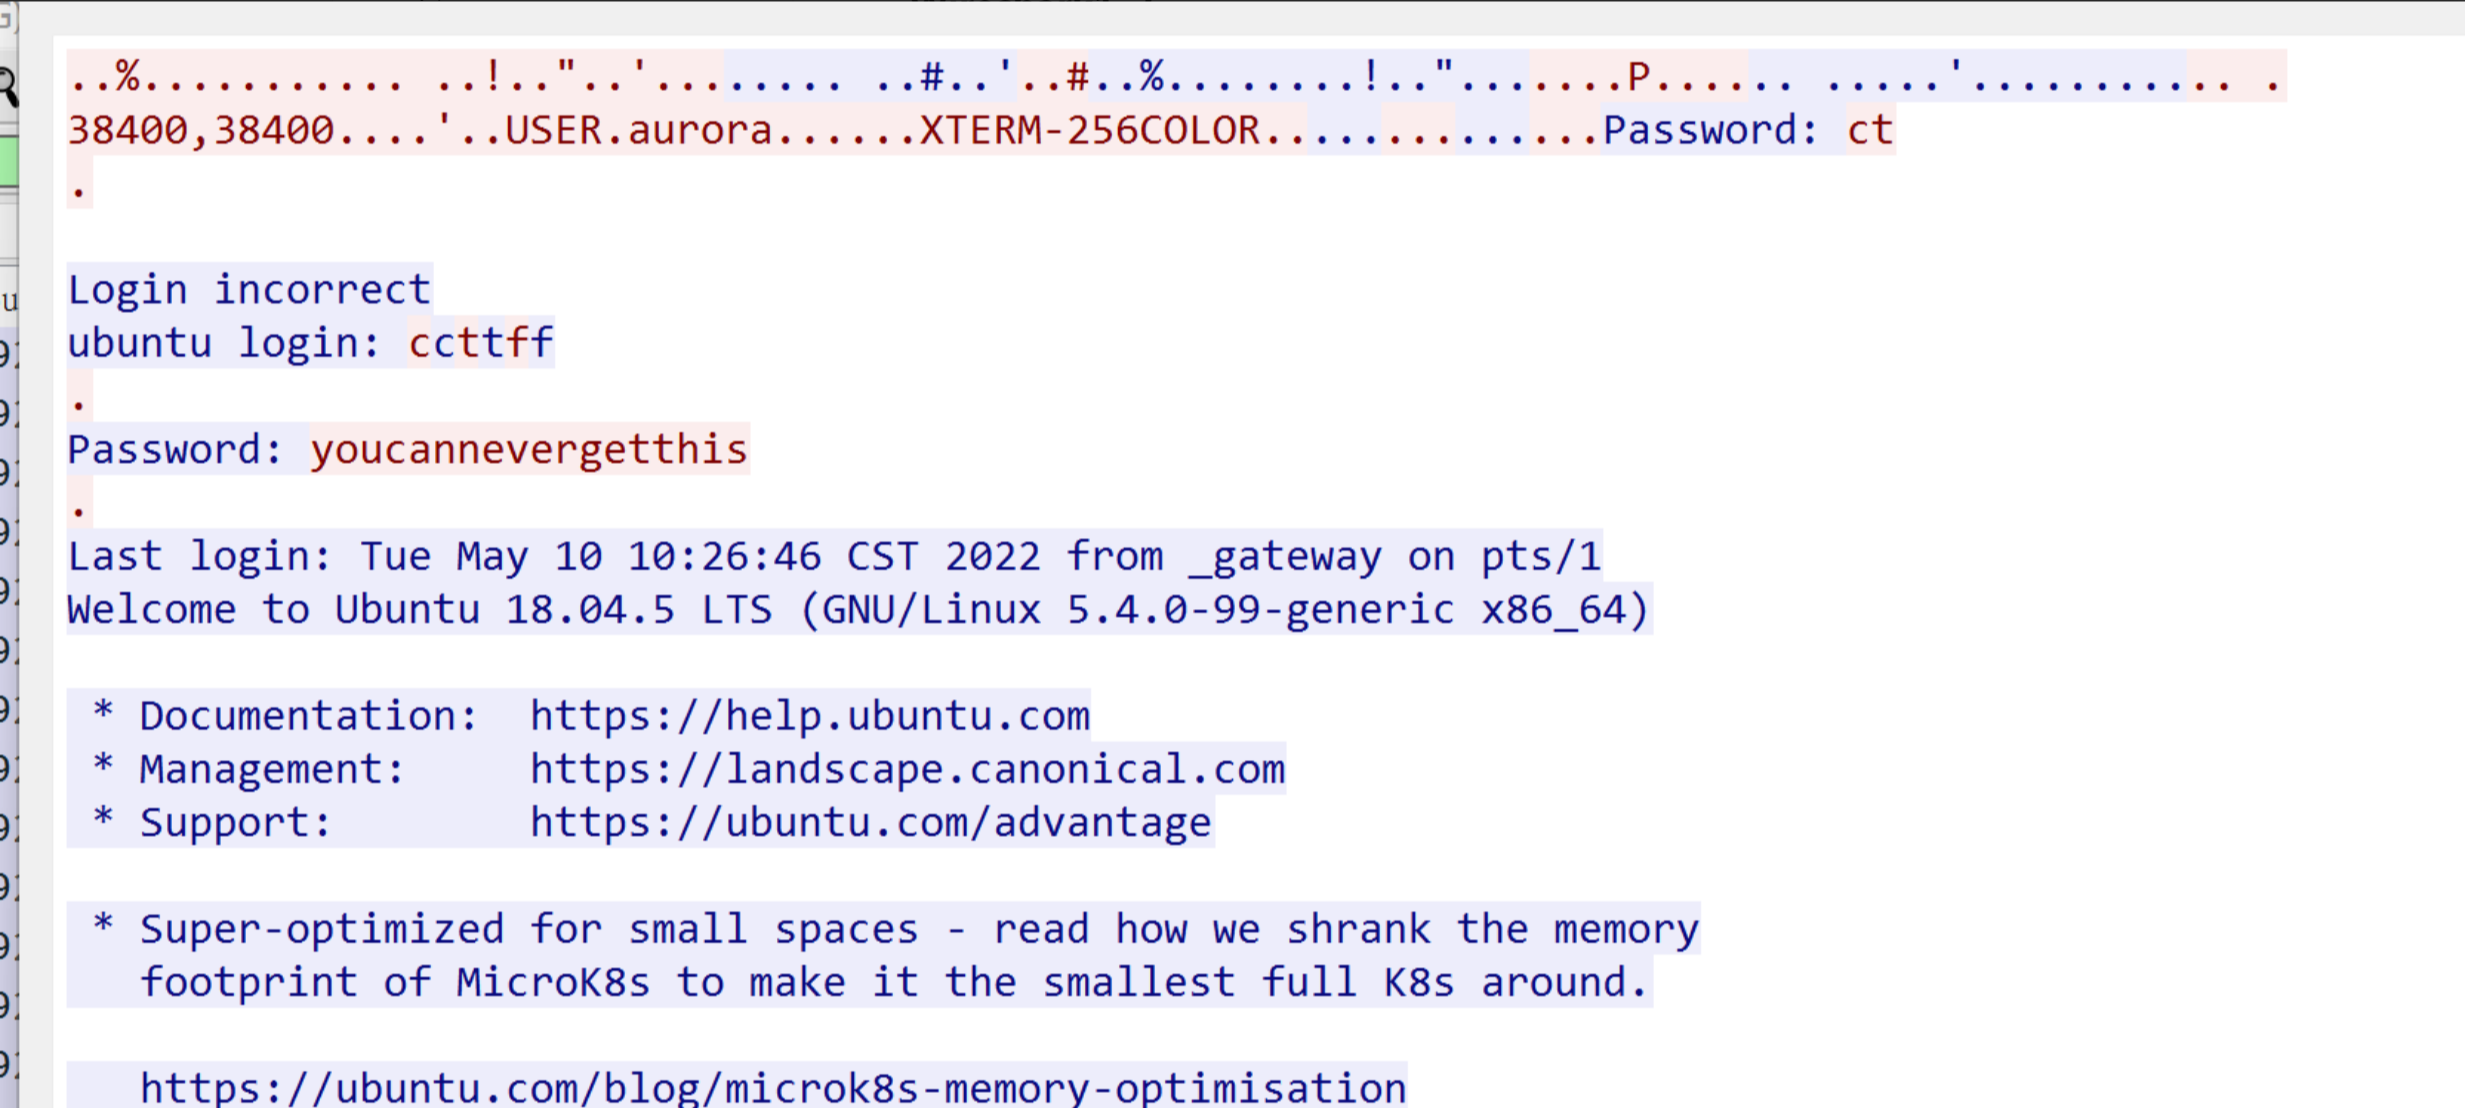 ..%........... ..!.."..'........ ..#..'..#..%........!..".......P...... .....'........... .
38400,38400....'..USER.aurora......XTERM-256COLOR..............Password: ct
.
Login incorrect
ubuntu login: ccttff
.
Password: youcannevergetthis
.
Last login: Tue May 10 10:26:46 CST 2022 from _gateway on pts/1
Welcome to Ubuntu 18.04.5 LTS (GNU/Linux 5.4.0-99-generic x86_64)
* Documentation:  https://help.ubuntu.com
* Management:     https://landscape.canonical.com
* Support:        https://ubuntu.com/advantage
* Super-optimized for small spaces - read how we shrank the memory
footprint of MicroK8s to make it the smallest full K8s around.
https://ubuntu.com/blog/microk8s-memory-optimisation